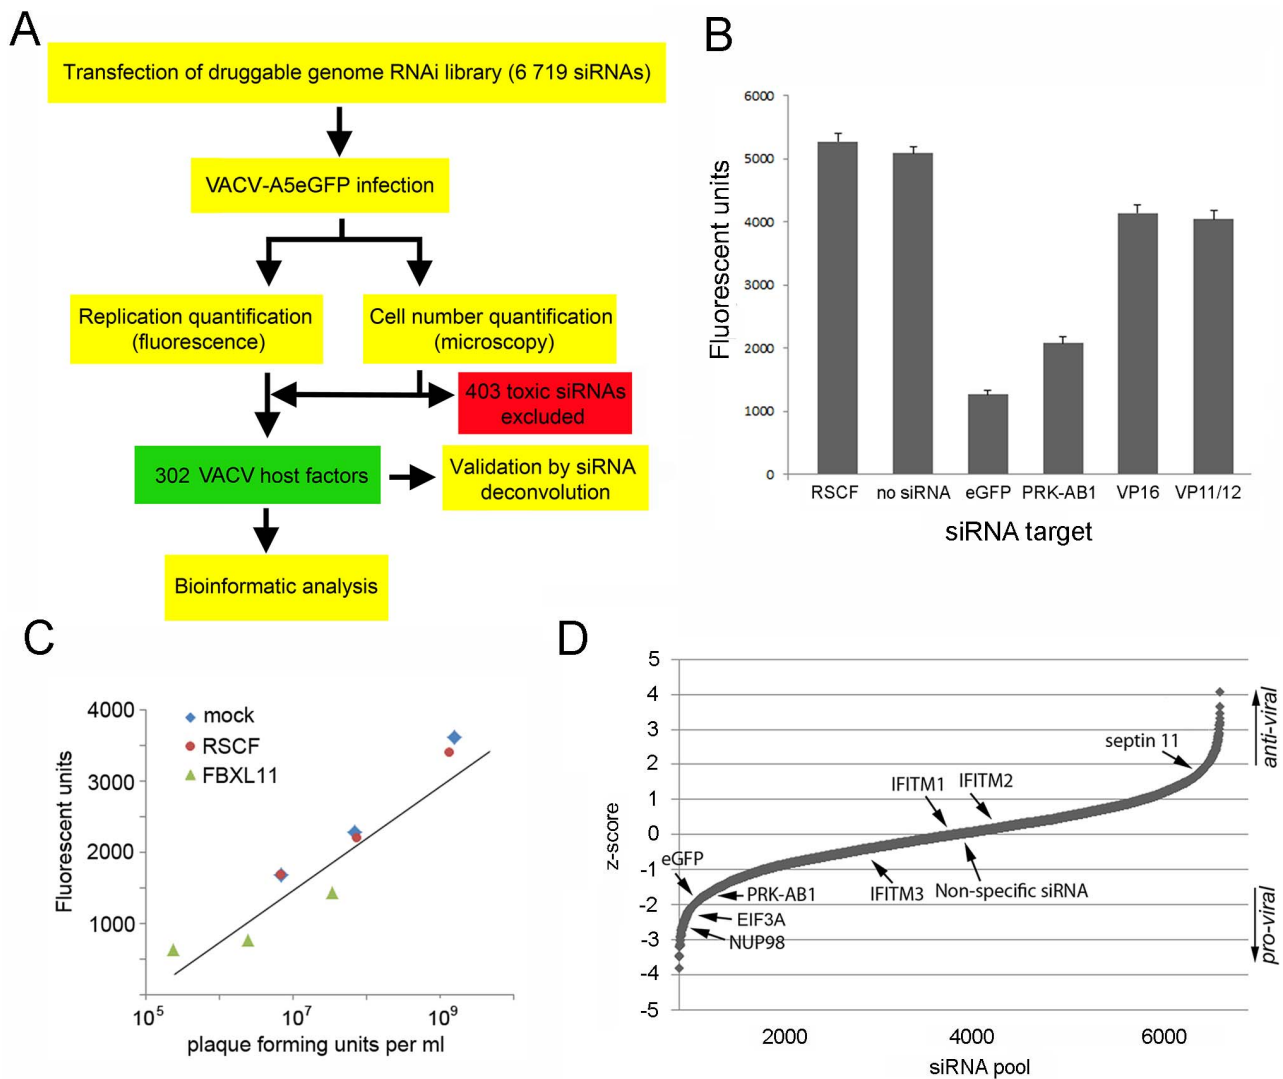 A
Transfection of druggable genome RNAi library (6 719 siRNAs)
VACV-A5eGFP infection
Replication quantification
(fluorescence)
Cell number quantification
(microscopy)
403 toxic siRNAs
excluded
302 VACV host factors
Validation by siRNA
deconvolution
Bioinformatic analysis
B
Fluorescent units
6000
5000
4000
3000
2000
1000
0
RSCF no siRNA eGFP PRK-AB1 VP16 VP11/12
siRNA target
C
Fluorescent units
4000
3000
2000
1000
mock
RSCF
FBXL11
10^5 10^7 10^9
plaque forming units per ml
D
z-score
5
4
3
2
1
0
-1
-2
-3
-4
-5
septin 11
IFITM1 IFITM2
eGFP
PRK-AB1
IFITM3
Non-specific siRNA
EIF3A
NUP98
anti-viral
pro-viral
2000 4000 6000
siRNA pool